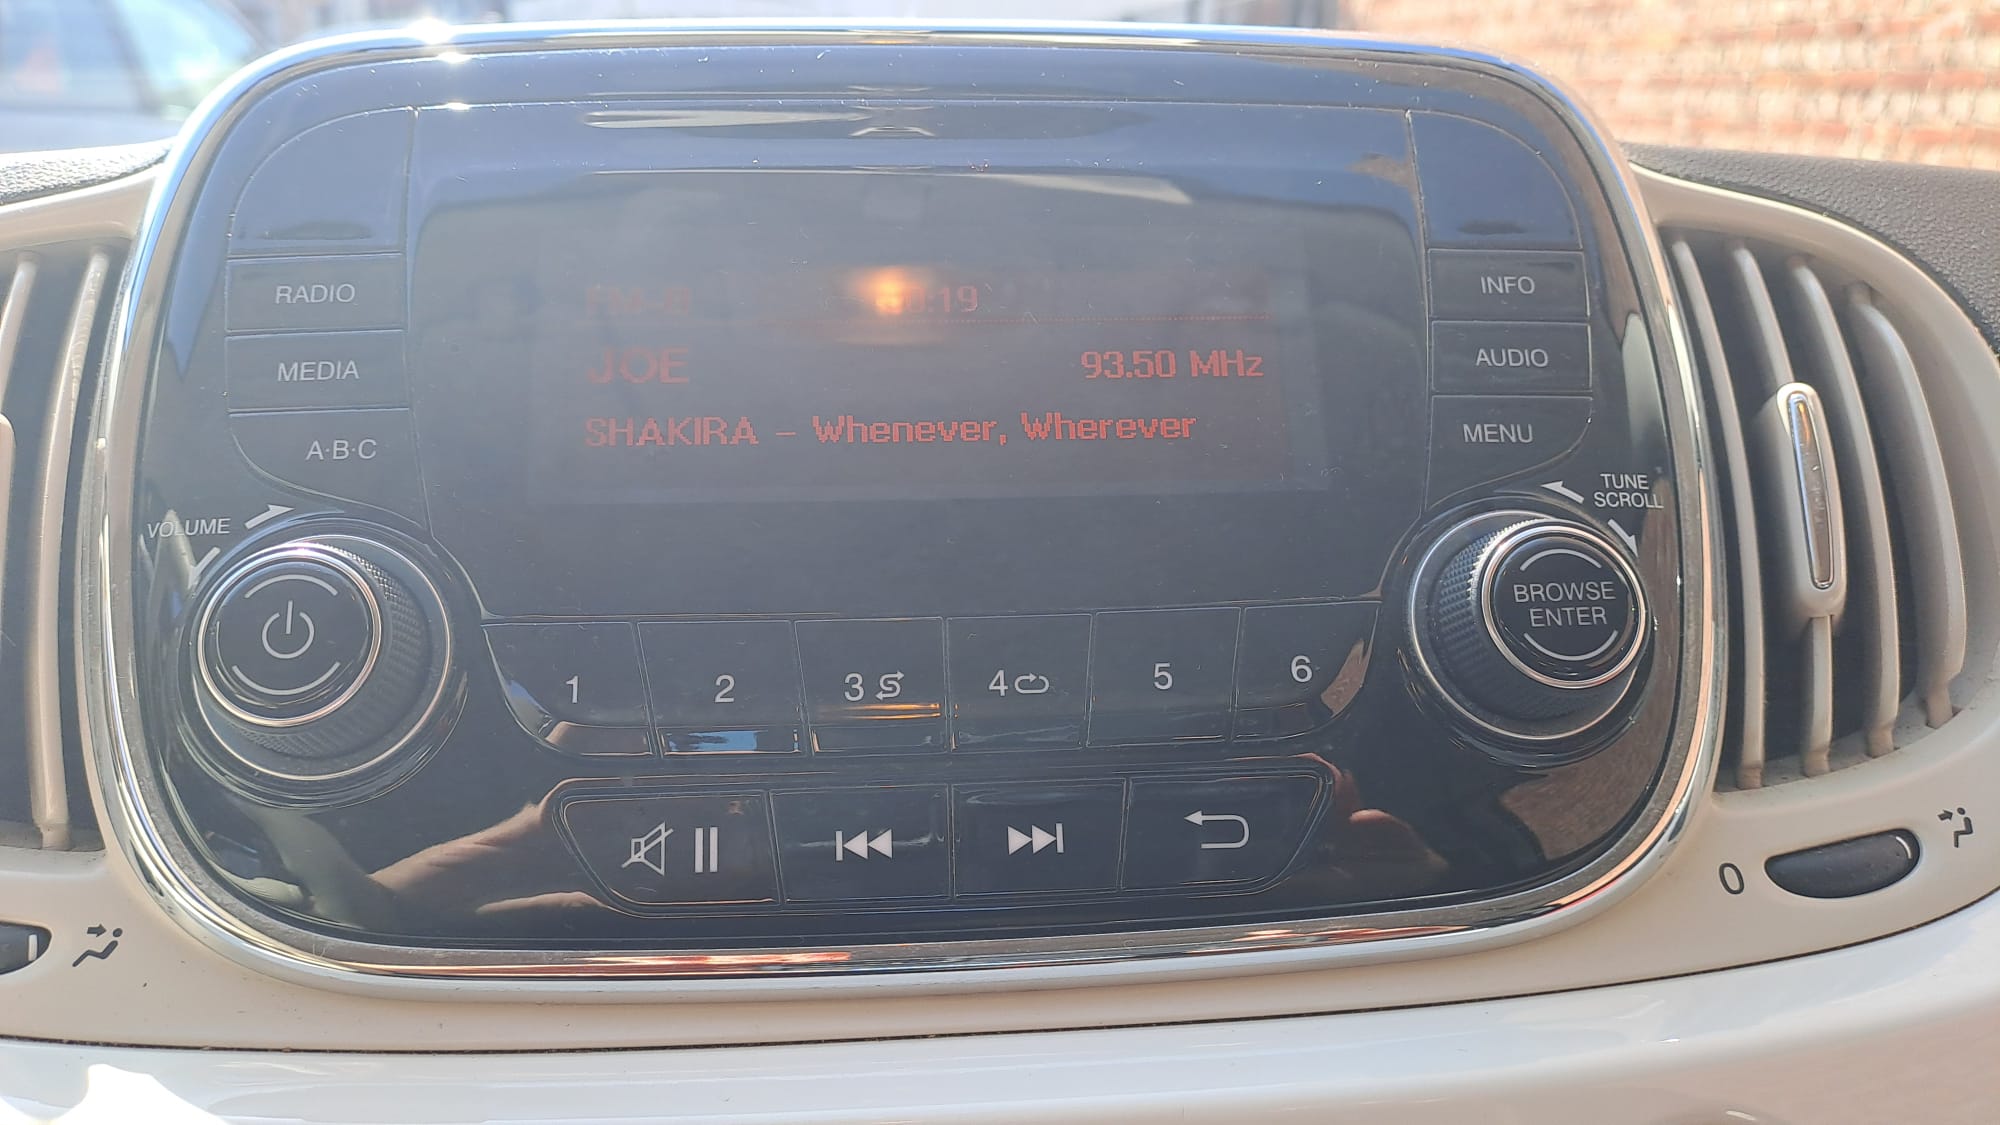 RADIO
MEDIA
A·B·C
VOLUME
JOE 93.50 MHz
SHAKIRA - Whenever, Wherever
INFO
AUDIO
MENU
TUNE
SCROLL
BROWSE
ENTER
1
2
3
4
5
6
0